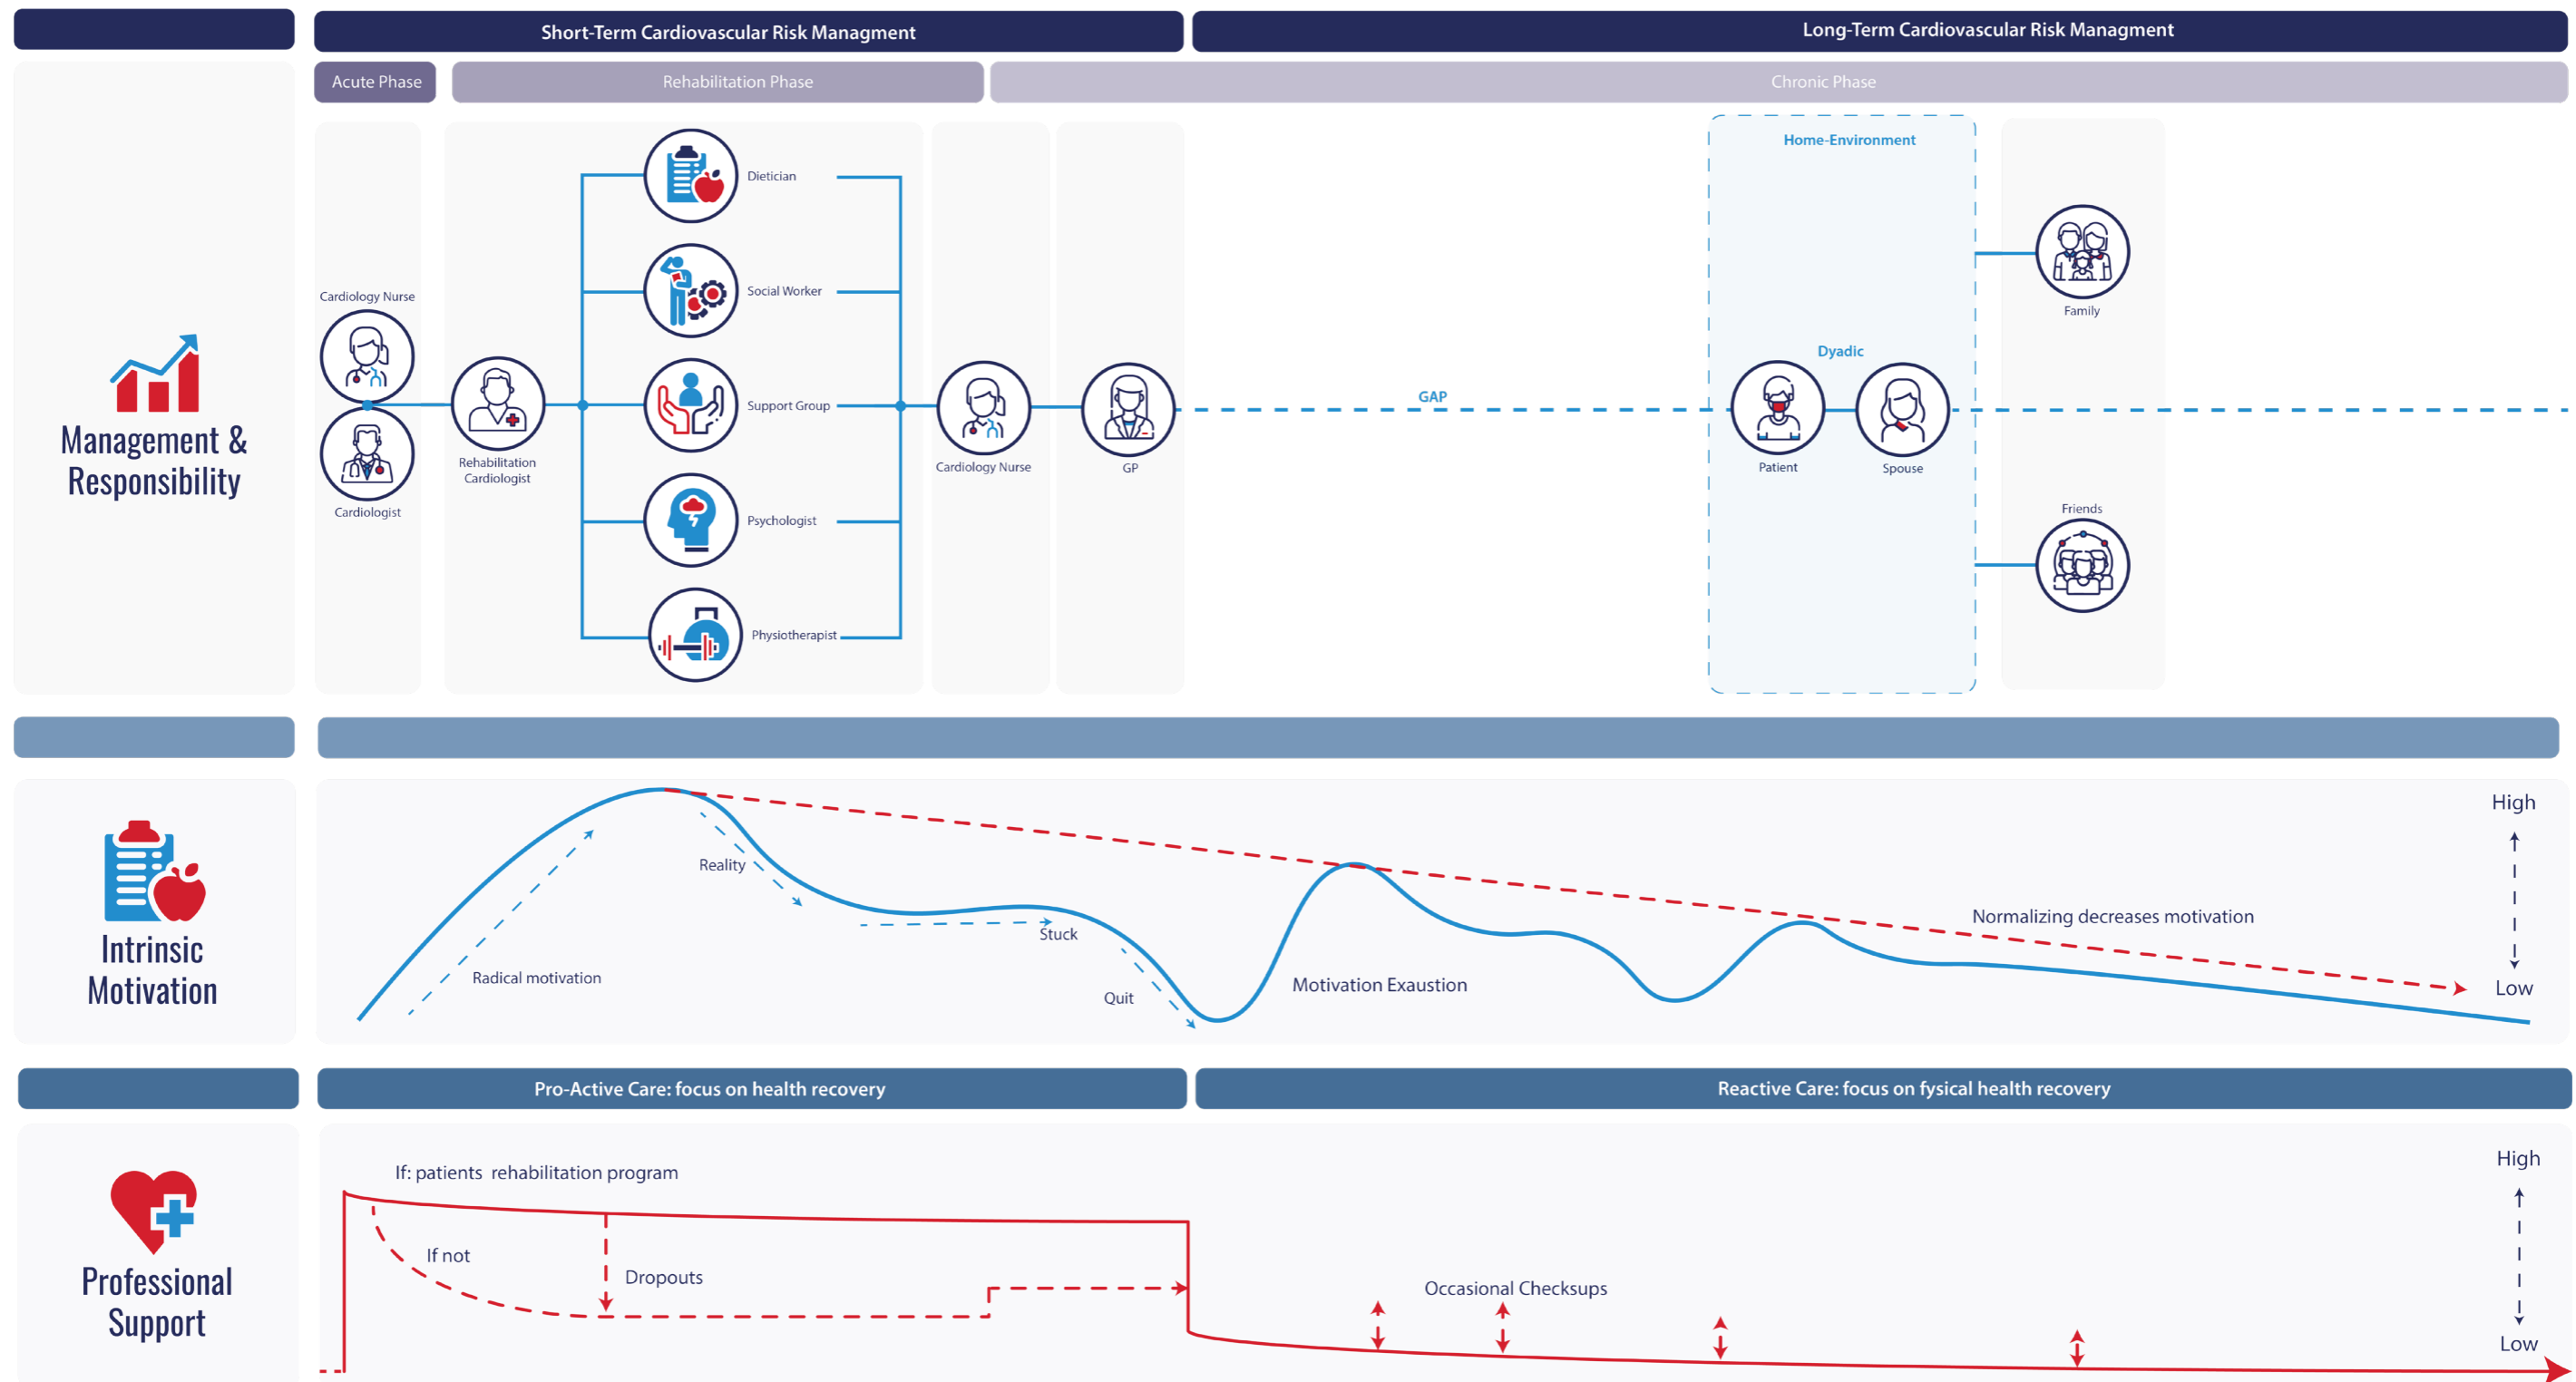 Short-Term Cardiovascular Risk Managment
Long-Term Cardiovascular Risk Managment
Acute Phase
Rehabilitation Phase
Chronic Phase
Management &
Responsibility
Cardiology Nurse
Cardiologist
Rehabilitation
Cardiologist
Dietician
Social Worker
Support Group
Psychologist
Physiotherapist
Cardiology Nurse
GP
GAP
Home-Environment
Dyadic
Patient
Spouse
Family
Friends
Intrinsic
Motivation
Radical motivation
Reality
Stuck
Quit
Motivation Exaustion
Normalizing decreases motivation
High
Low
Pro-Active Care: focus on health recovery
Reactive Care: focus on fysical health recovery
Professional
Support
If: patients rehabilitation program
If not
Dropouts
Occasional Checksups
High
Low